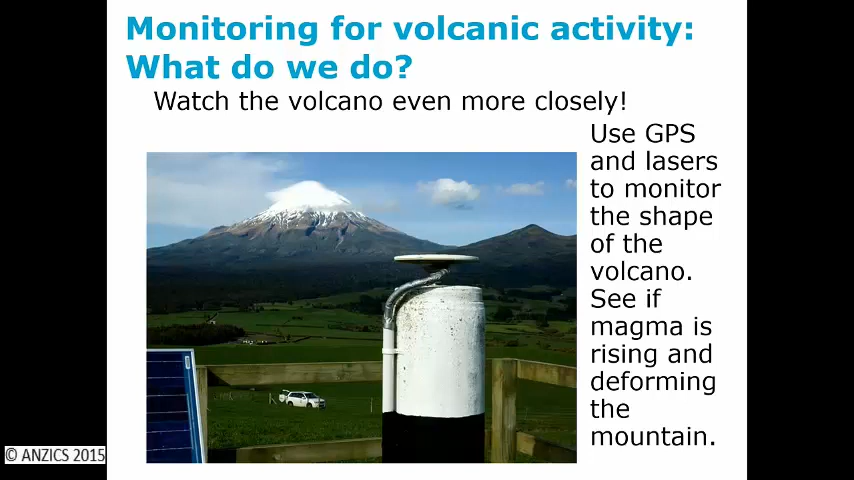 Monitoring for volcanic activity:
What do we do?
Watch the volcano even more closely!
Use GPS
and lasers
to monitor
the shape
of the
volcano.
See if
magma is
rising and
deforming
the
mountain.
© ANZICS 2015